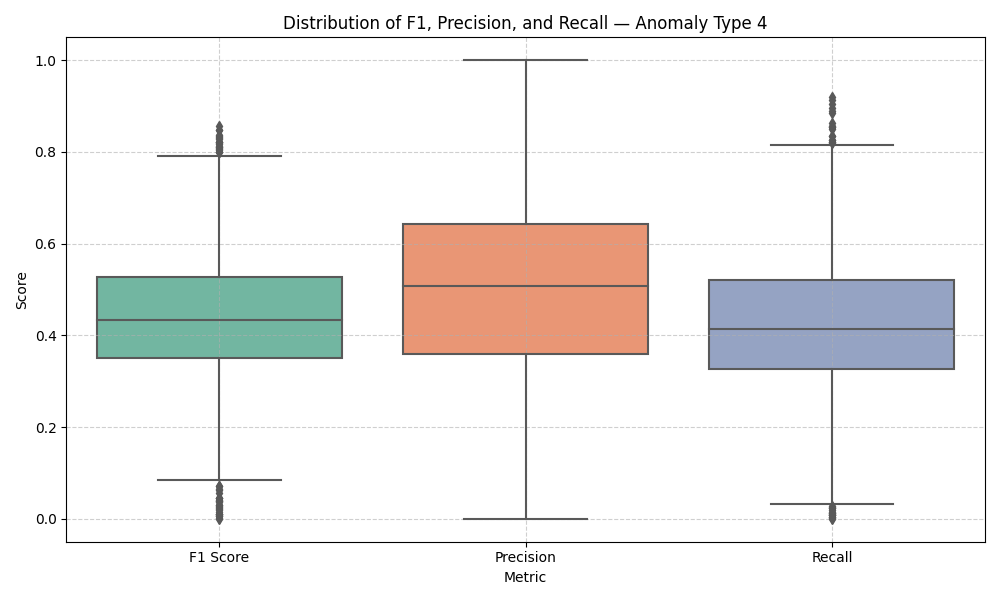 Distribution of F1, Precision, and Recall — Anomaly Type 4
1.0
0.8
0.6
0.4
0.2
0.0
Score
F1 Score Precision Recall
Metric